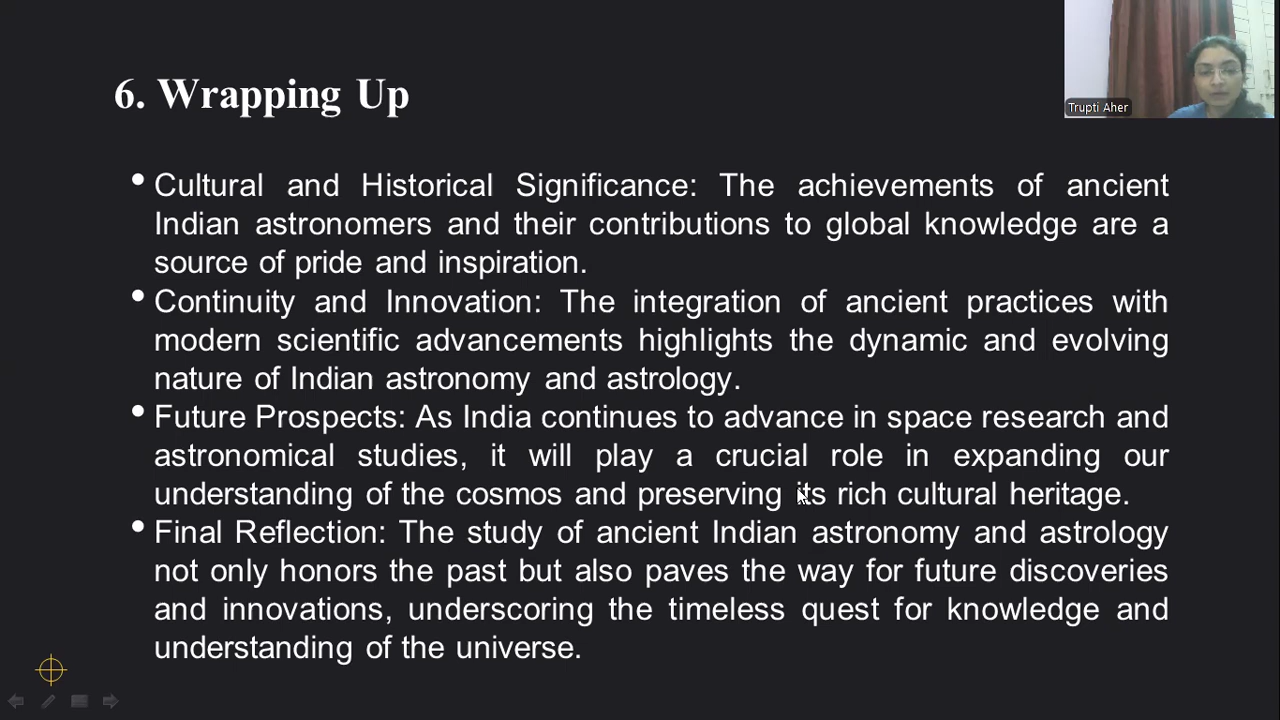 6. Wrapping Up
Trupti Aher
• Cultural and Historical Significance: The achievements of ancient
Indian astronomers and their contributions to global knowledge are a
source of pride and inspiration.
• Continuity and Innovation: The integration of ancient practices with
modern scientific advancements highlights the dynamic and evolving
nature of Indian astronomy and astrology.
• Future Prospects: As India continues to advance in space research and
astronomical studies, it will play a crucial role in expanding our
understanding of the cosmos and preserving its rich cultural heritage.
• Final Reflection: The study of ancient Indian astronomy and astrology
not only honors the past but also paves the way for future discoveries
and innovations, underscoring the timeless quest for knowledge and
understanding of the universe.